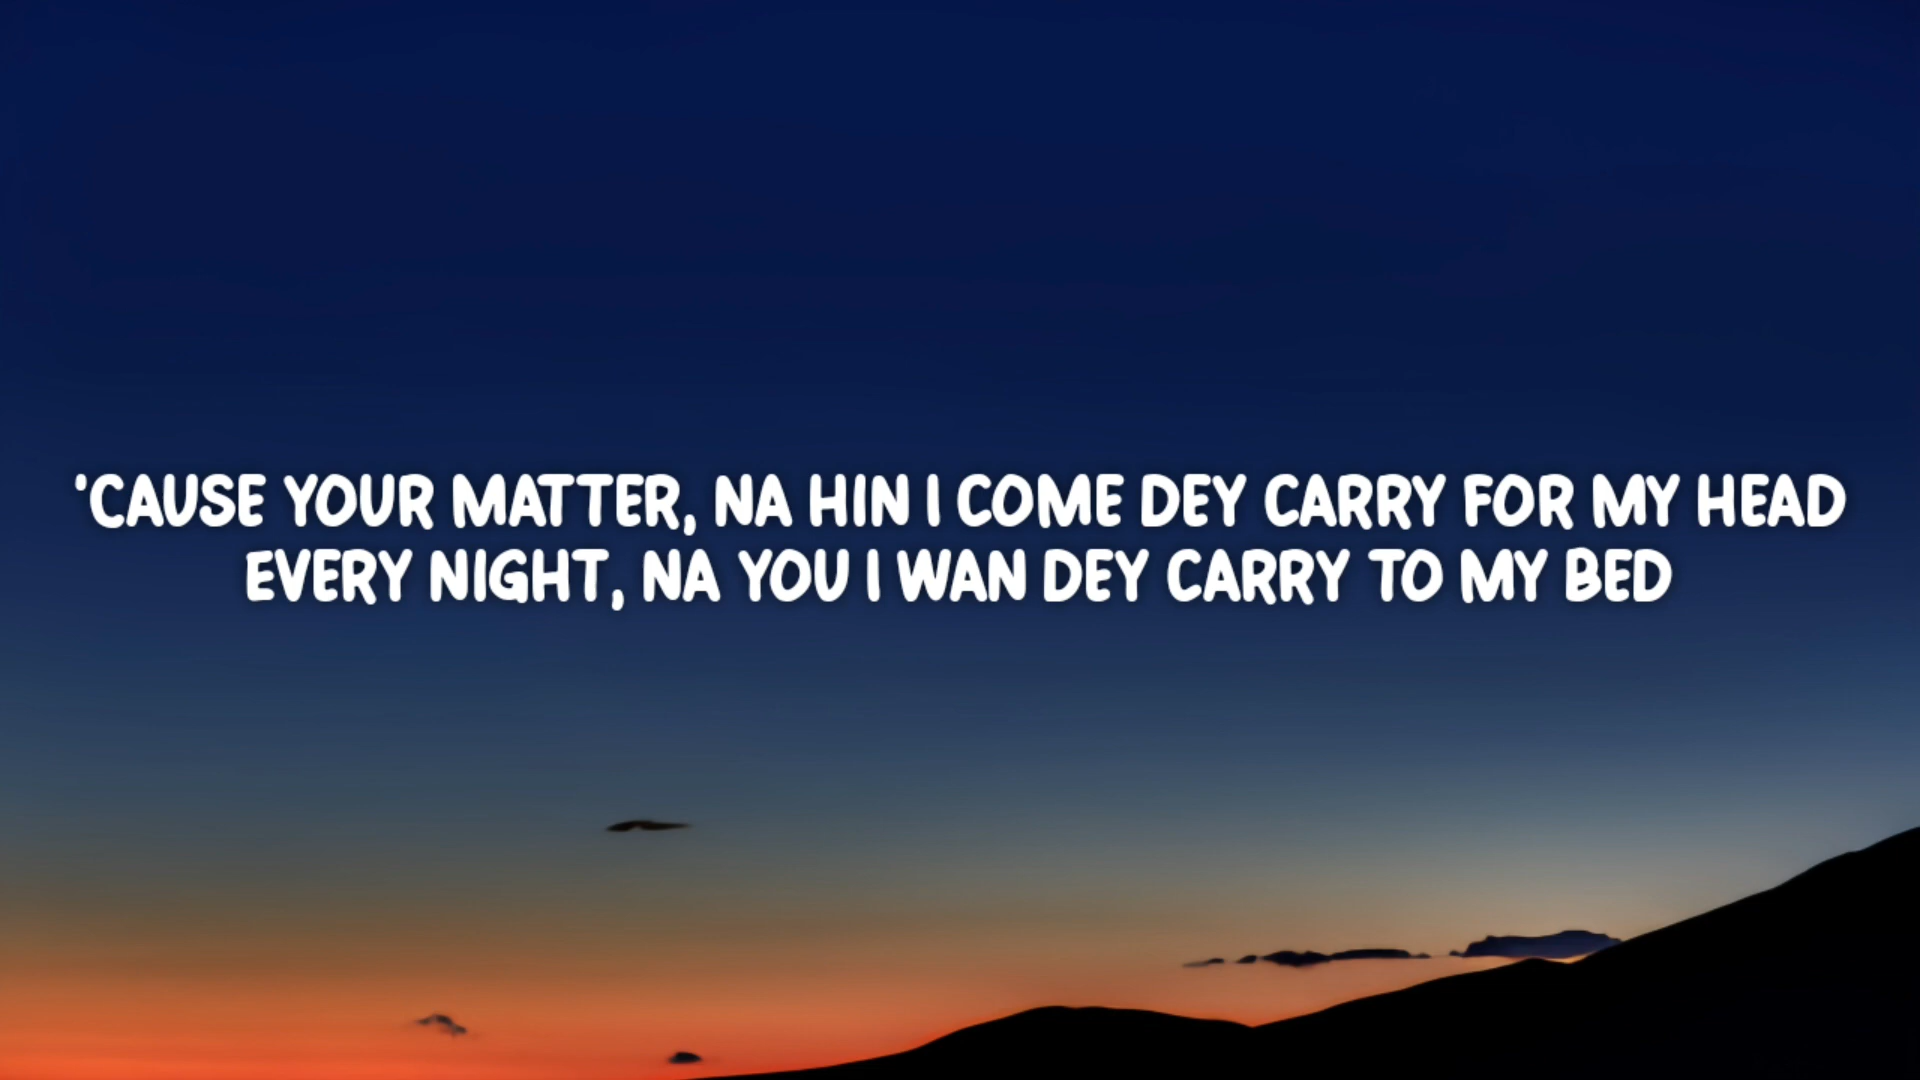 'CAUSE YOUR MATTER, NA HIN I COME DEY CARRY FOR MY HEAD
EVERY NIGHT, NA YOU I WAN DEY CARRY TO MY BED